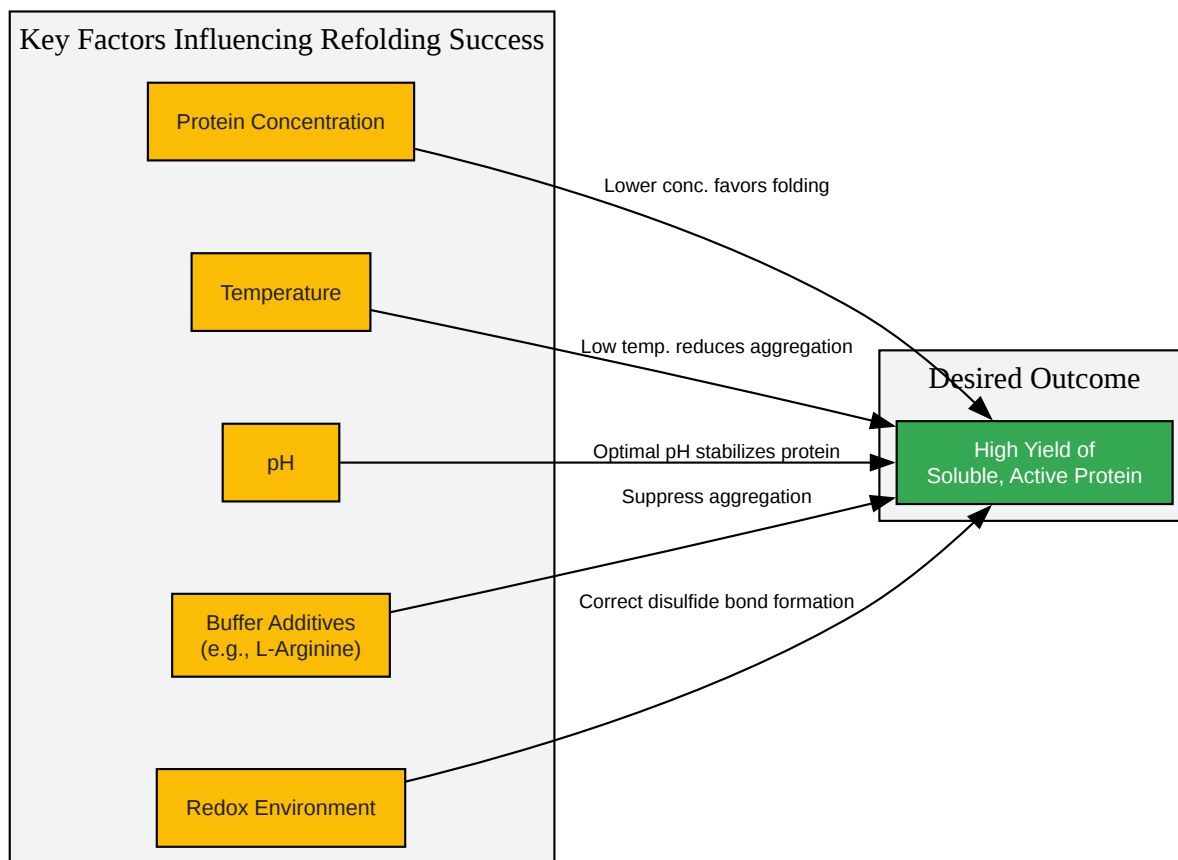 Key Factors Influencing Refolding Success
Protein Concentration
Lower conc. favors folding
Temperature
Low temp. reduces aggregation
Desired Outcome
pH
Optimal pH stabilizes protein
High Yield of
Soluble, Active Protein
Suppress aggregation
Buffer Additives
(e.g., L-Arginine)
Correct disulfide bond formation
Redox Environment